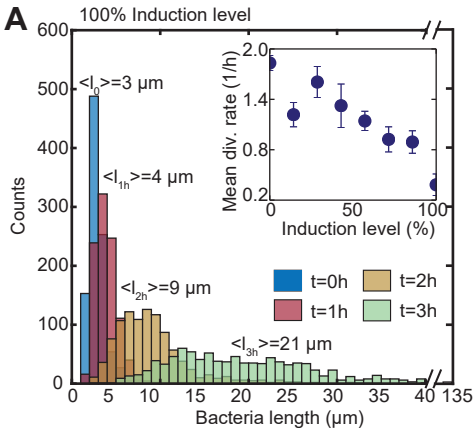 A
100% Induction level
600
500
400
300
200
100
0
Counts
<l0>=3 µm
<l1h>=4 µm
<l2h>=9 µm
<l3h>=21 µm
2.0
1.4
0.8
0.2
Mean div. rate (1/h)
0 50 100
Induction level (%)
t=0h t=2h
t=1h t=3h
0 5 10 15 20 25 30 35 40 135
Bacteria length (µm)